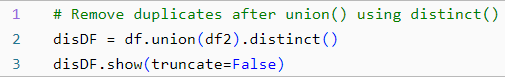 1 # Remove duplicates after union() using distinct()
2 disDF = df.union(df2).distinct()
3 disDF.show(truncate=False)